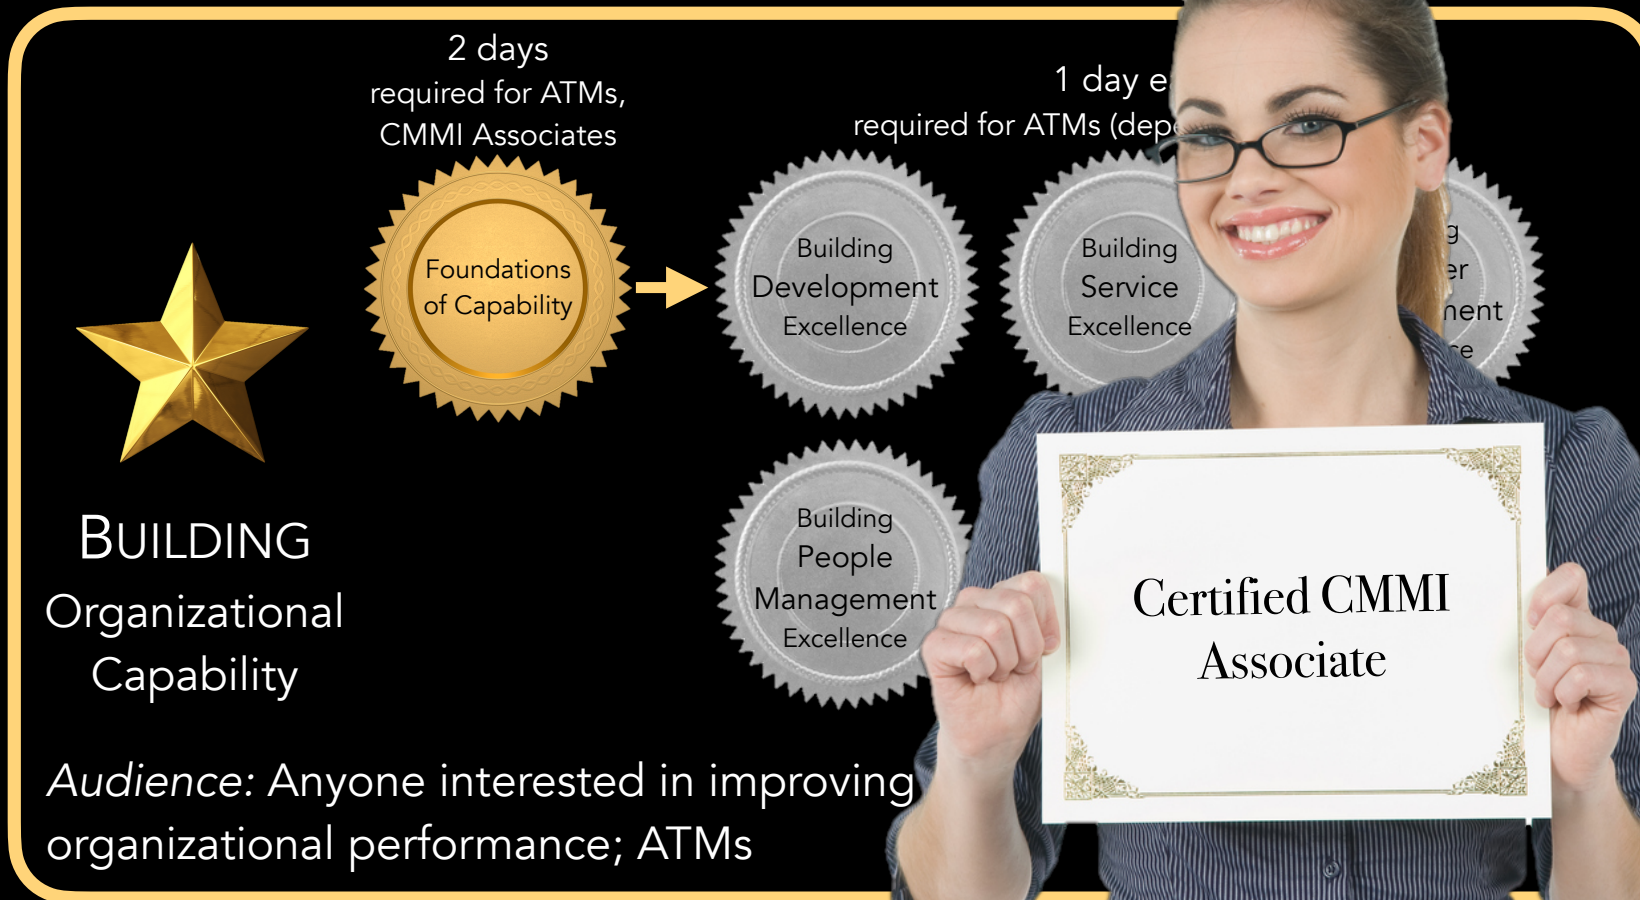 2 days
required for ATMs,
CMMI Associates
1 day
required for ATMs
Foundations
of Capability
Building
Development
Excellence
Building
Service
Excellence
Building
People
Management
Excellence
BUILDING
Organizational
Capability
Audience: Anyone interested in improving
organizational performance; ATMs
Certified CMMI
Associate